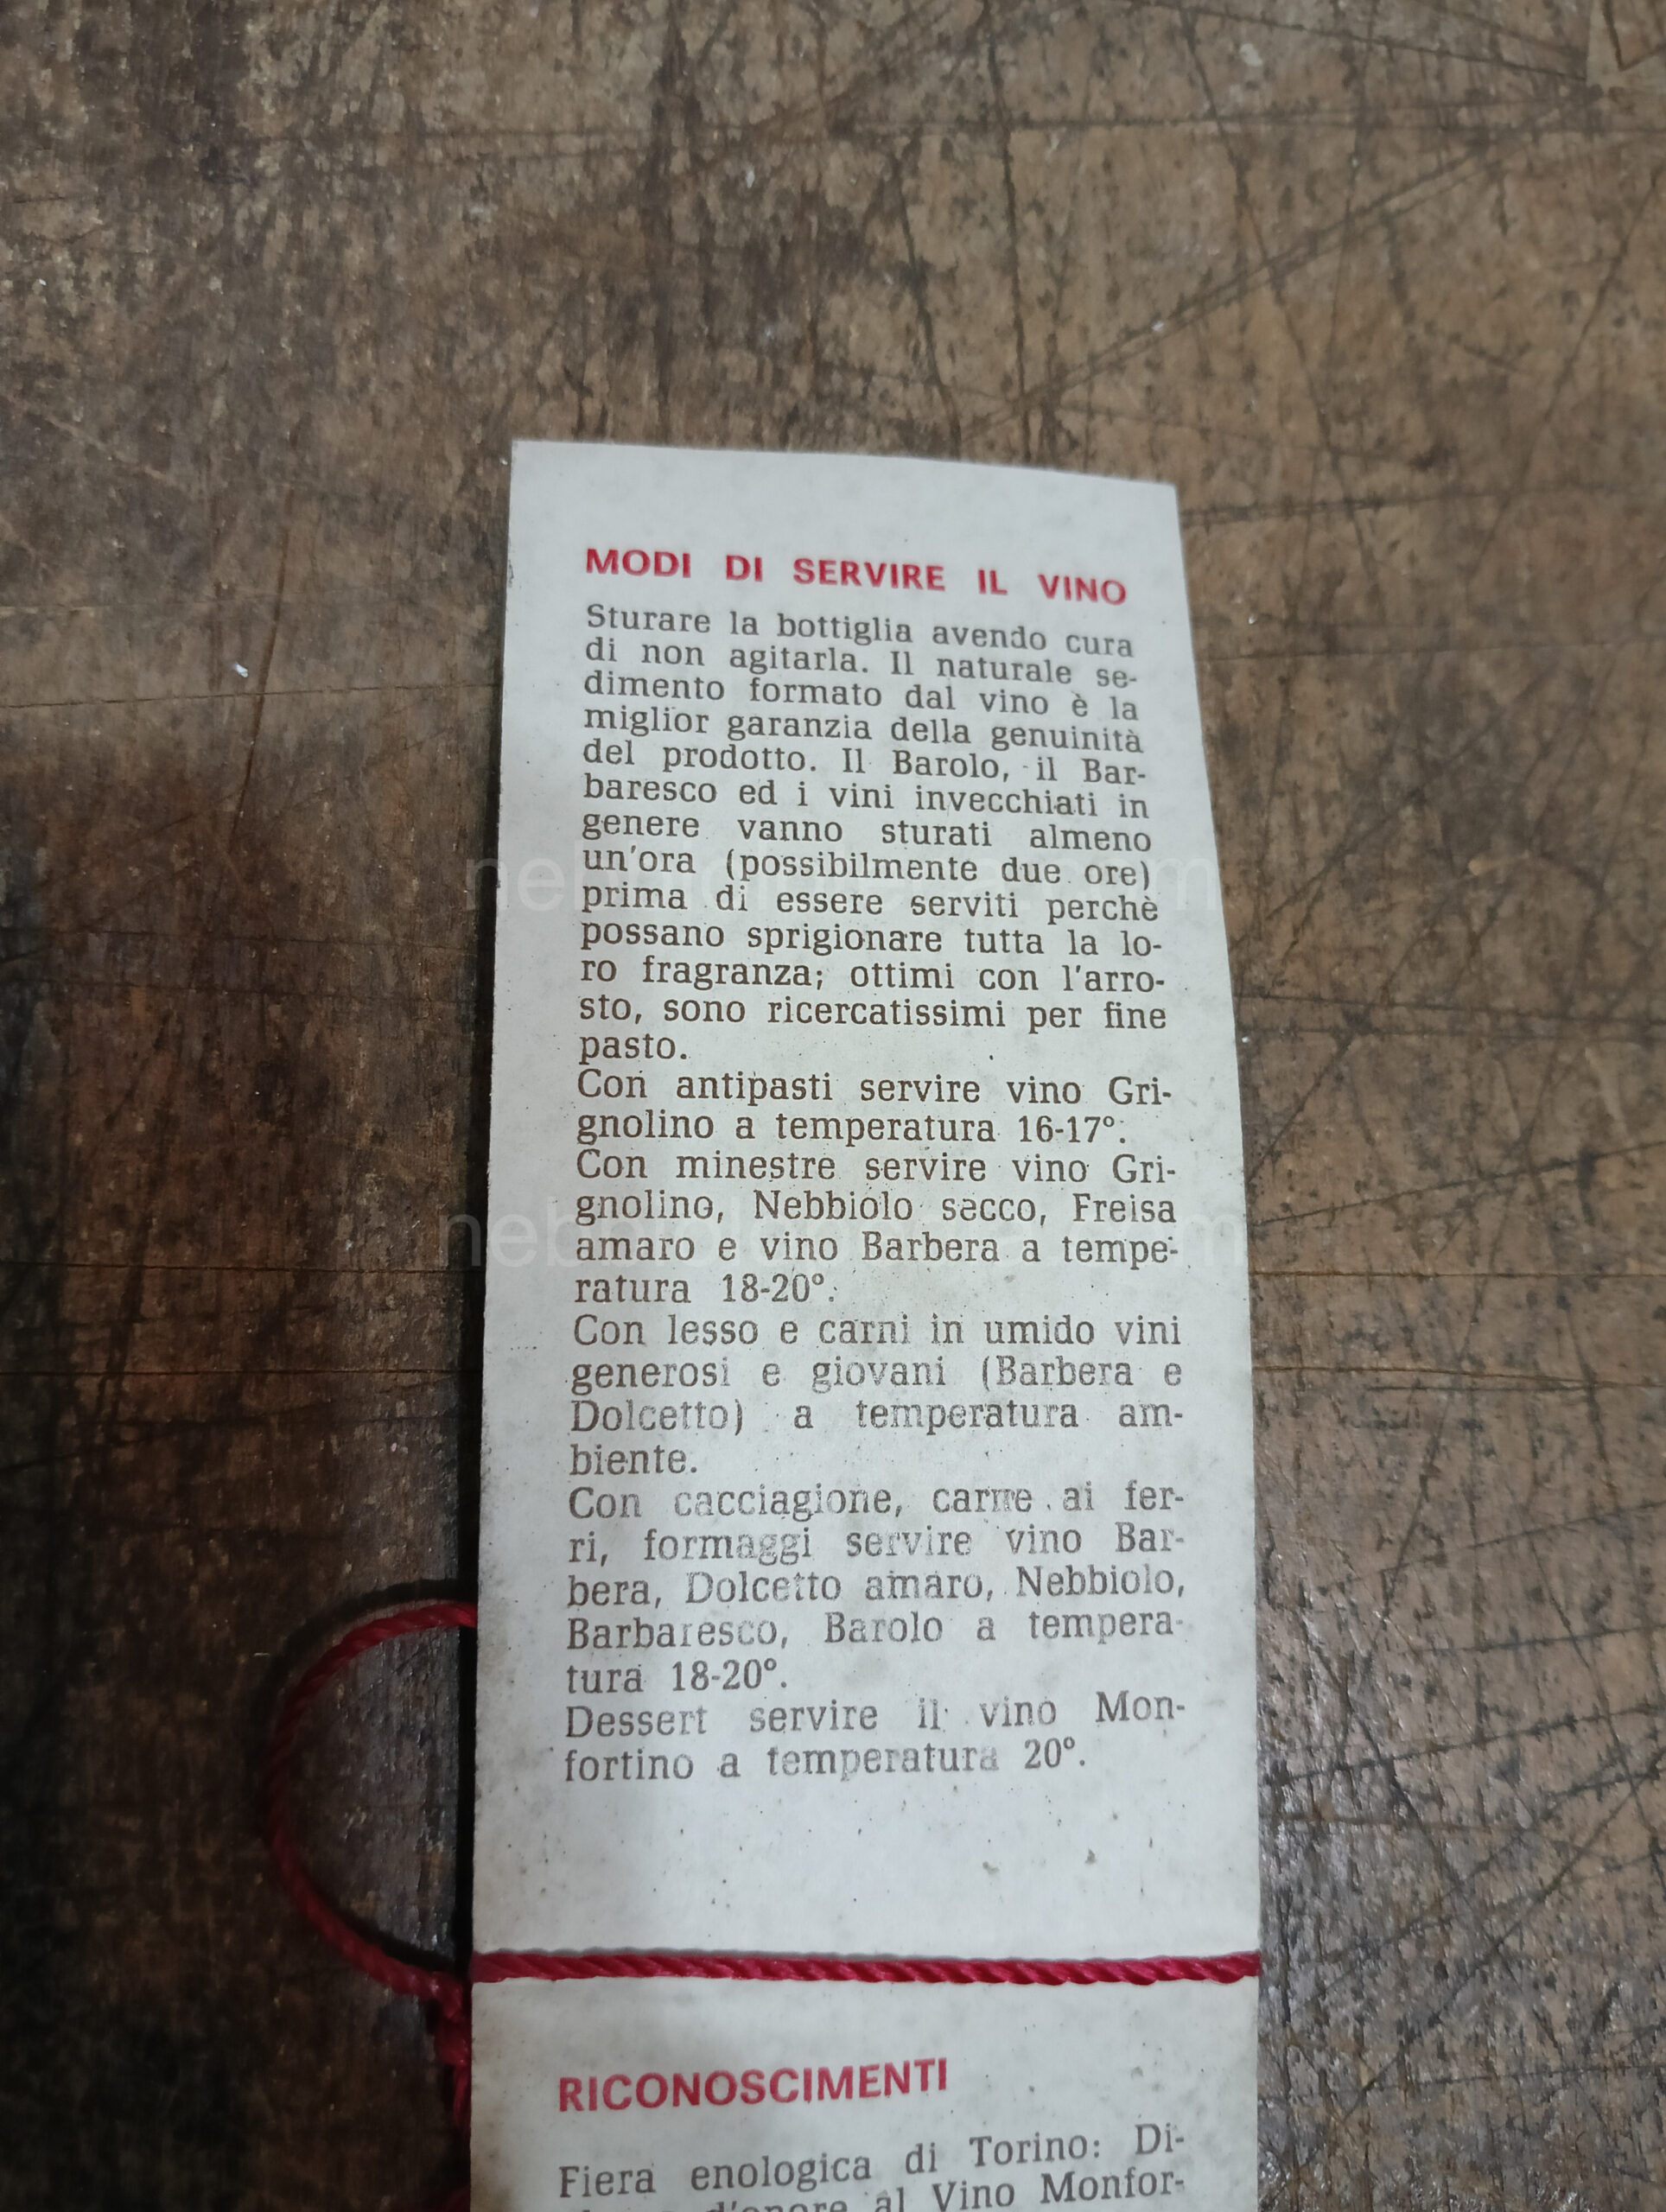 MODI DI SERVIRE IL VINO
Sturare la bottiglia avendo cura
di non agitarla. Il naturale se-
dimento formato dal vino è la
miglior garanzia della genuinità
del prodotto. Il Barolo, il Bar-
baresco ed i vini invecchiati in
genere vanno sturati almeno
un'ora (possibilmente due ore)
prima di essere serviti perchè
possano sprigionare tutta la lo-
ro fragranza; ottimi con l'arro-
sto, sono ricercatissimi per fine
pasto.
Con antipasti servire vino Gri-
gnolino a temperatura 16-17°.
Con minestre servire vino Gri-
gnolino, Nebbiolo secco, Freisa
amaro e vino Barbera a tempe-
ratura 18-20°.
Con lesso e carni in umido vini
generosi e giovani (Barbera e
Dolcetto) a temperatura am-
biente.
Con cacciagione, carne ai fer-
ri, formaggi servire vino Bar-
bera, Dolcetto amaro, Nebbiolo,
Barbaresco, Barolo a tempera-
tura 18-20°.
Dessert servire il vino Mon-
fortino a temperatura 20°.
RICONOSCIMENTI
Fiera enologica di Torino: Di-
d'onore al Vino Monfor-